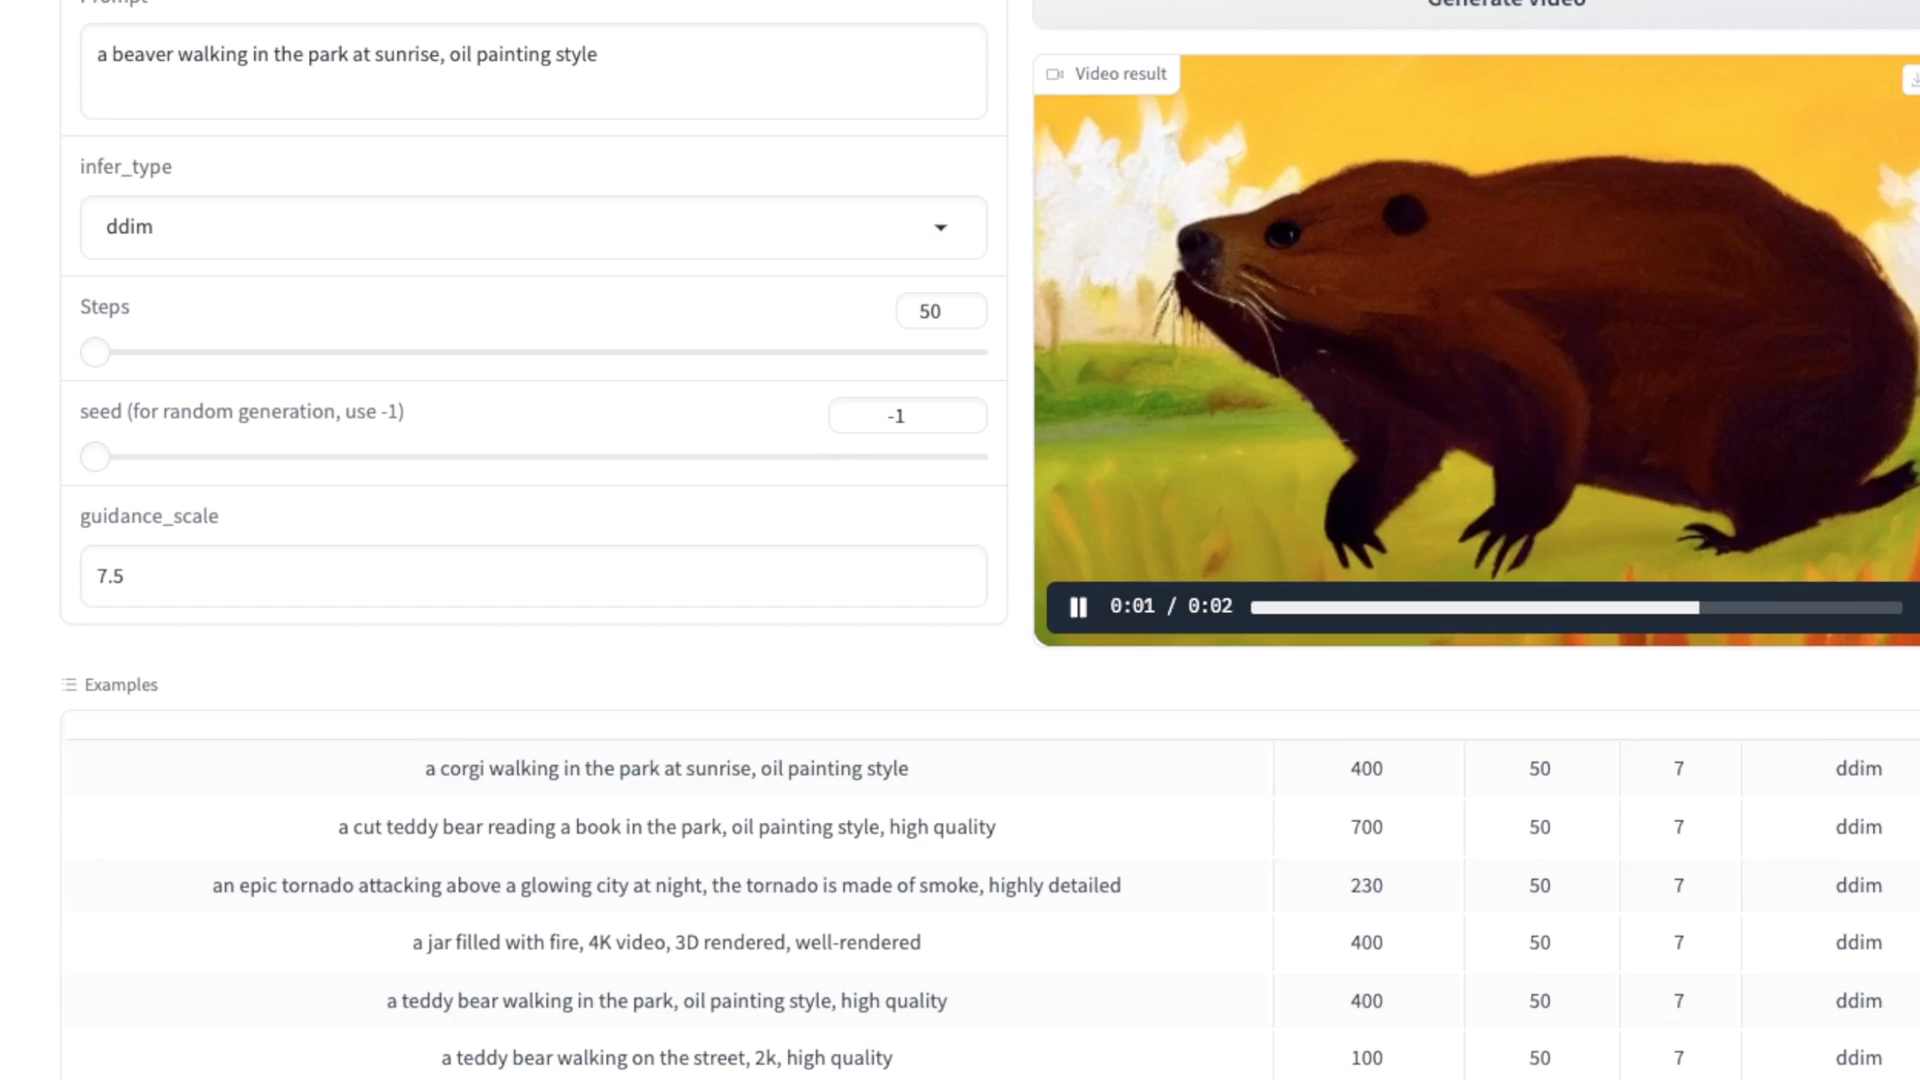 Prompt
Generate video
a beaver walking in the park at sunrise, oil painting style
Video result
infer_type
ddim
Steps
50
seed (for random generation, use -1)
-1
guidance_scale
7.5
0:01 / 0:02
Examples
a corgi walking in the park at sunrise, oil painting style 400 50 7 ddim
a cut teddy bear reading a book in the park, oil painting style, high quality 700 50 7 ddim
an epic tornado attacking above a glowing city at night, the tornado is made of smoke, highly detailed 230 50 7 ddim
a jar filled with fire, 4K video, 3D rendered, well-rendered 400 50 7 ddim
a teddy bear walking in the park, oil painting style, high quality 400 50 7 ddim
a teddy bear walking on the street, 2k, high quality 100 50 7 ddim